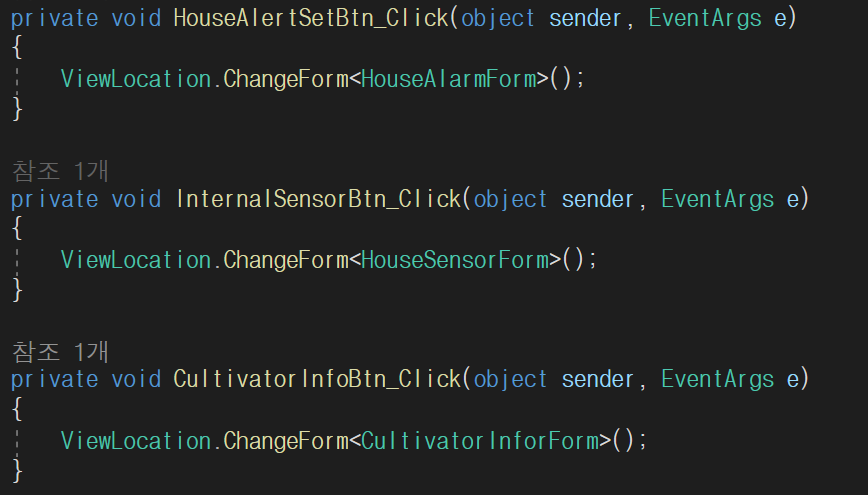 private void HouseAlertSetBtn_Click(object sender, EventArgs e)
{
    ViewLocation.ChangeForm<HouseAlarmForm>();
}
참조 1개
private void InternalSensorBtn_Click(object sender, EventArgs e)
{
    ViewLocation.ChangeForm<HouseSensorForm>();
}
참조 1개
private void CultivatorInfoBtn_Click(object sender, EventArgs e)
{
    ViewLocation.ChangeForm<CultivatorInforForm>();
}